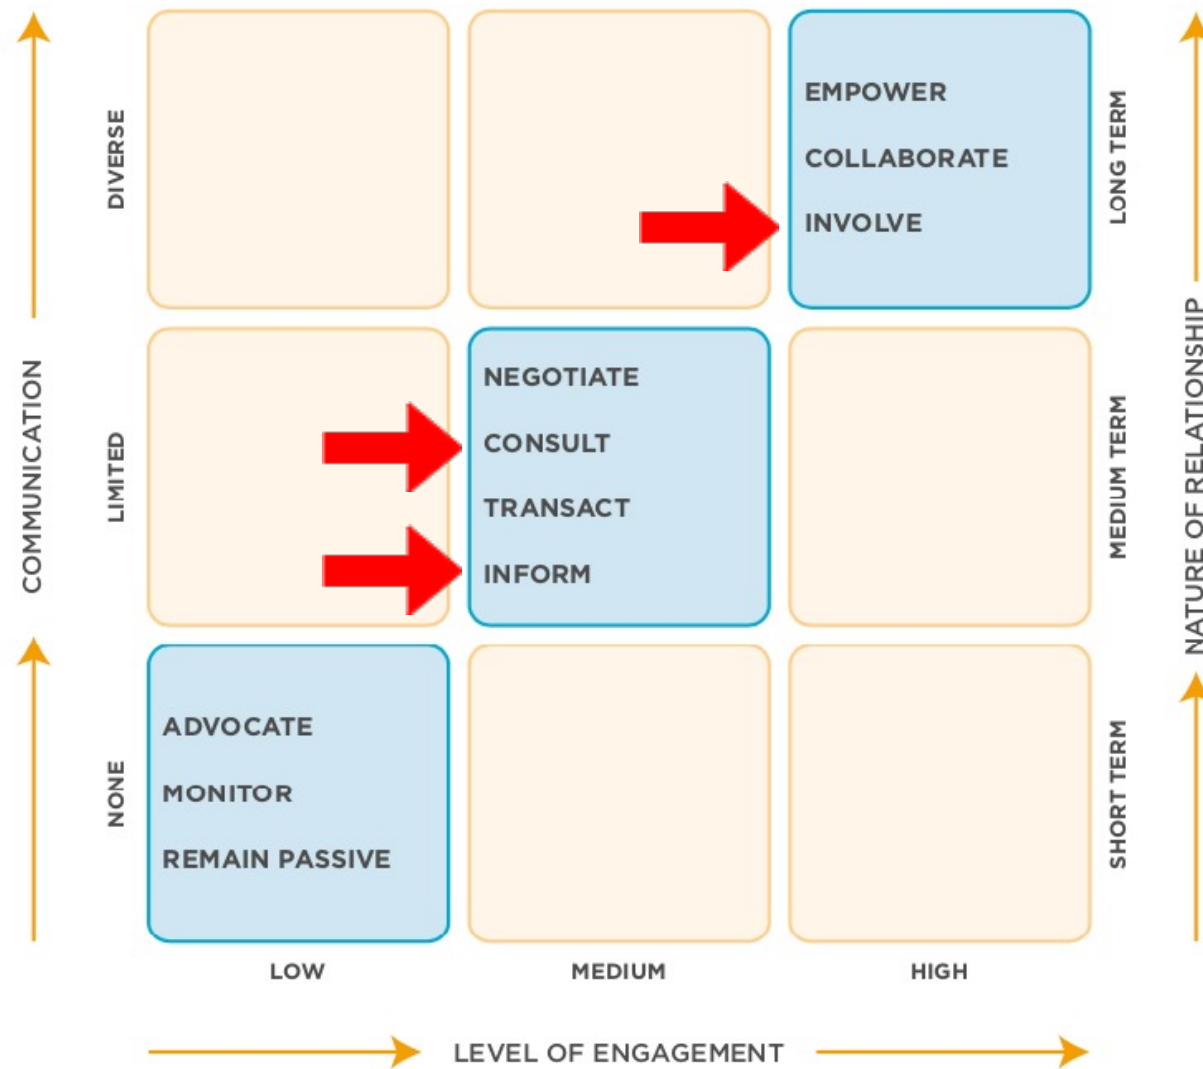 COMMUNICATION
DIVERSE
LIMITED
NONE
EMPOWER
COLLABORATE
INVOLVE
NEGOTIATE
CONSULT
TRANSACT
INFORM
ADVOCATE
MONITOR
REMAIN PASSIVE
LONG TERM
MEDIUM TERM
SHORT TERM
NATURE OF RELATIONSHIP
LOW
MEDIUM
HIGH
LEVEL OF ENGAGEMENT